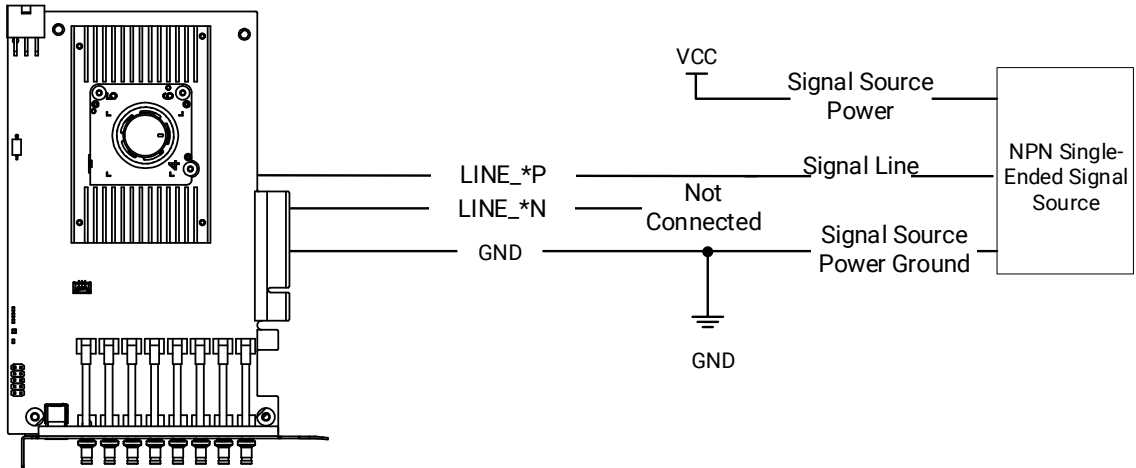 VCC
Signal Source
Power
NPN Single-
Ended Signal
Source
LINE_*P
Signal Line
LINE_*N
Not
Connected
GND
Signal Source
Power Ground
GND